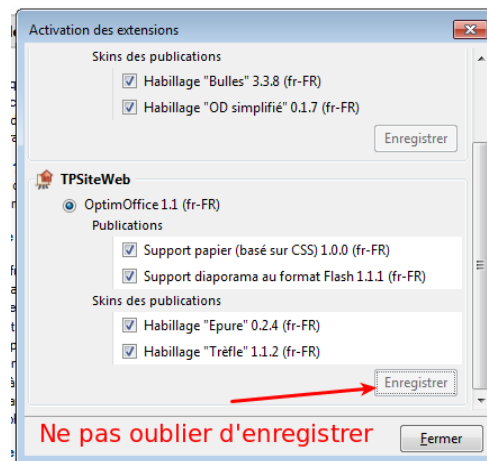 Activation des extensions
Skins des publications
Habillage "Bulles" 3.3.8 (fr-FR)
Habillage "OD simplifié" 0.1.7 (fr-FR)
Enregistrer
TPSiteWeb
OptimOffice 1.1 (fr-FR)
Publications
Support papier (basé sur CSS) 1.0.0 (fr-FR)
Support diaporama au format Flash 1.1.1 (fr-FR)
Skins des publications
Habillage "Epure" 0.2.4 (fr-FR)
Habillage "Trèfle" 1.1.2 (fr-FR)
Enregistrer
Ne pas oublier d'enregistrer
Fermer